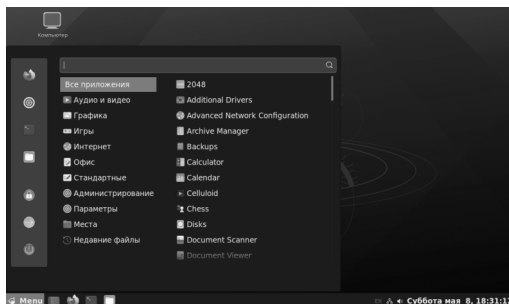 Компьютер
Все приложения
Аудио и видео
Графика
Игры
Интернет
Офис
Стандартные
Администрирование
Параметры
Места
Недавние файлы
2048
Additional Drivers
Advanced Network Configuration
Archive Manager
Backups
Calculator
Calendar
Celluloid
Chess
Disks
Document Scanner
Document Viewer
Menu
Суббота мая 8, 18:31:12